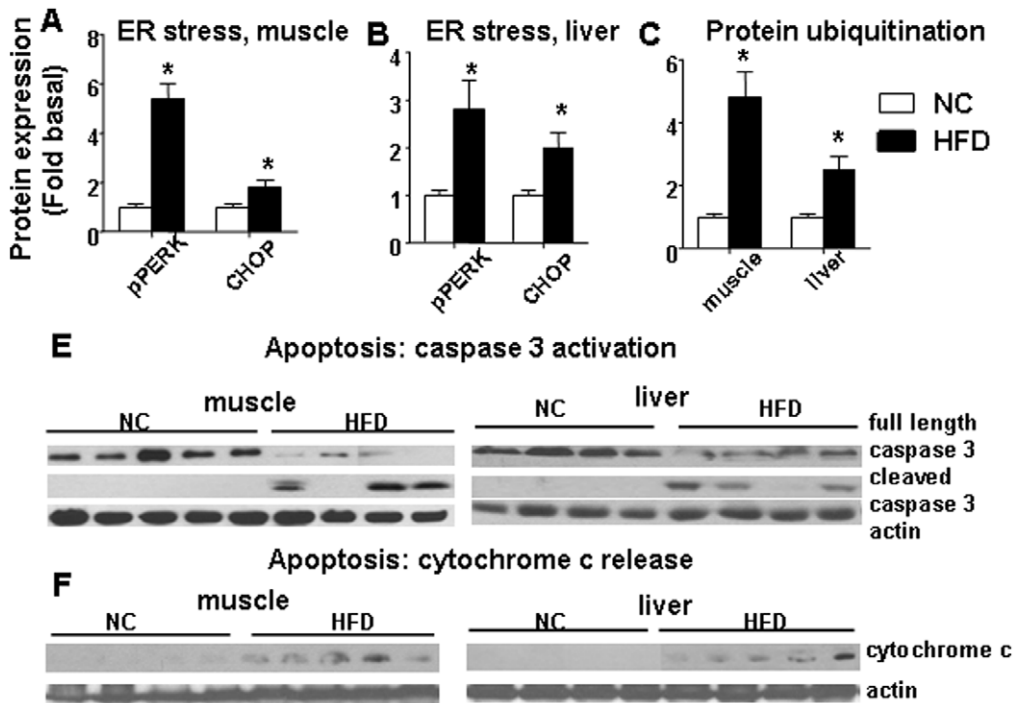 A ER stress, muscle
B ER stress, liver
C Protein ubiquitination
Protein expression
(Fold basal)
8
6
4
2
0
pPERK
CHOP
*
*
4
3
2
1
0
pPERK
CHOP
*
*
6
4
2
0
muscle
liver
*
*
NC
HFD
E Apoptosis: caspase 3 activation
muscle
NC HFD
liver
NC HFD
full length
caspase 3
cleaved
caspase 3
actin
Apoptosis: cytochrome c release
F
muscle
NC HFD
liver
NC HFD
cytochrome c
actin